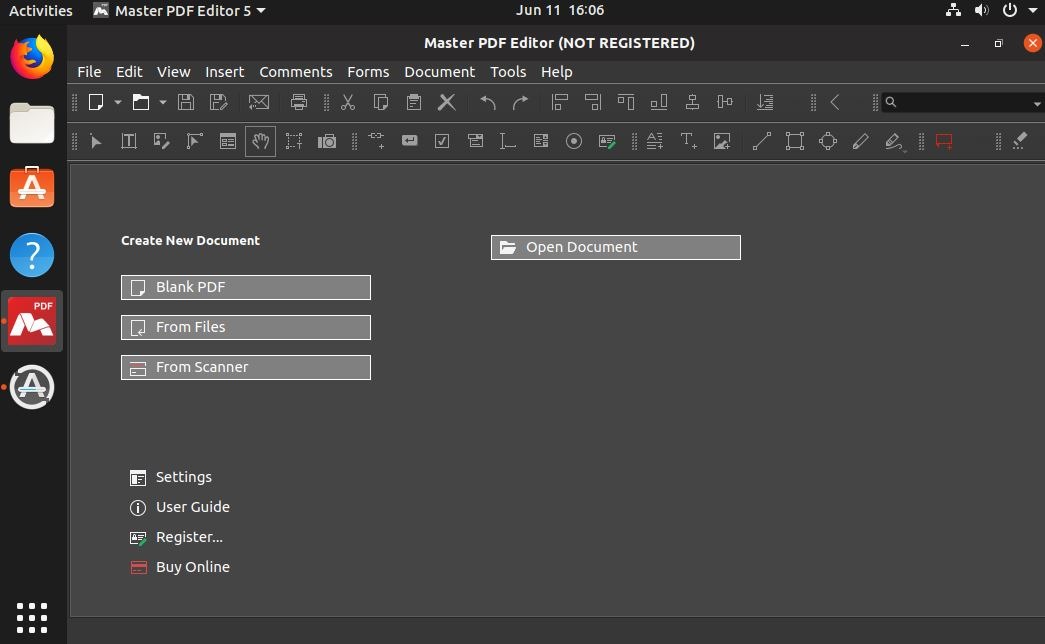 Activities Master PDF Editor 5 Jun 11 16:06
Master PDF Editor (NOT REGISTERED)
File Edit View Insert Comments Forms Document Tools Help
Create New Document
Open Document
Blank PDF
From Files
PDF
From Scanner
Settings
User Guide
Register...
Buy Online